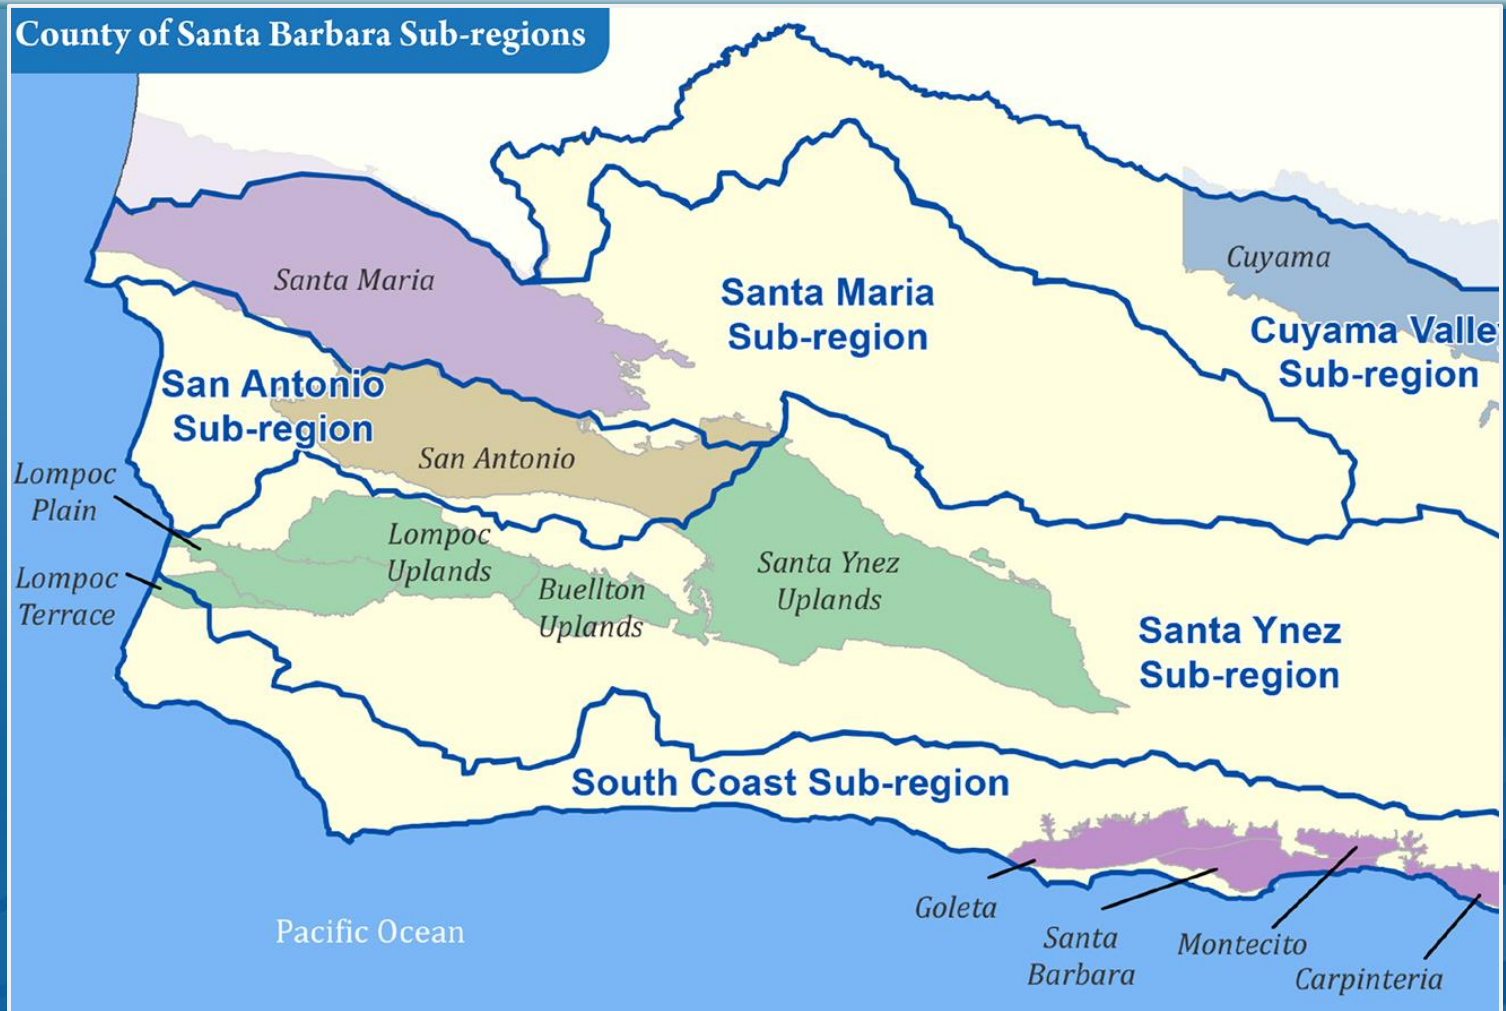 County of Santa Barbara Sub-regions
Cuyama
Santa Maria
Santa Maria
Sub-region
Cuyama Valle
Sub-region
San Antonio
Sub-region
San Antonio
Lompoc
Plain
Lompoc
Uplands
Santa Ynez
Uplands
Lompoc
Terrace
Buellton
Uplands
Santa Ynez
Sub-region
South Coast Sub-region
Goleta
Santa
Barbara
Montecito
Carpinteria
Pacific Ocean